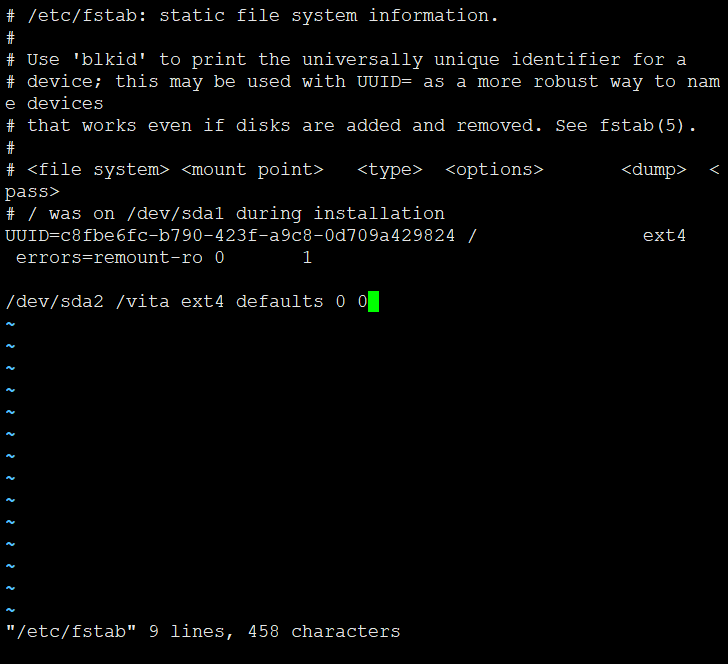 # /etc/fstab: static file system information.
#
# Use 'blkid' to print the universally unique identifier for a
# device; this may be used with UUID= as a more robust way to nam
e devices
# that works even if disks are added and removed. See fstab(5).
#
# <file system> <mount point>   <type>  <options>       <dump>  <
pass>
# / was on /dev/sda1 during installation
UUID=c8fbe6fc-b790-423f-a9c8-0d709a429824 /               ext4
 errors=remount-ro 0       1

/dev/sda2 /vita ext4 defaults 0 0
~
~
~
~
~
~
~
~
~
~
~
~
~
~
"/etc/fstab" 9 lines, 458 characters